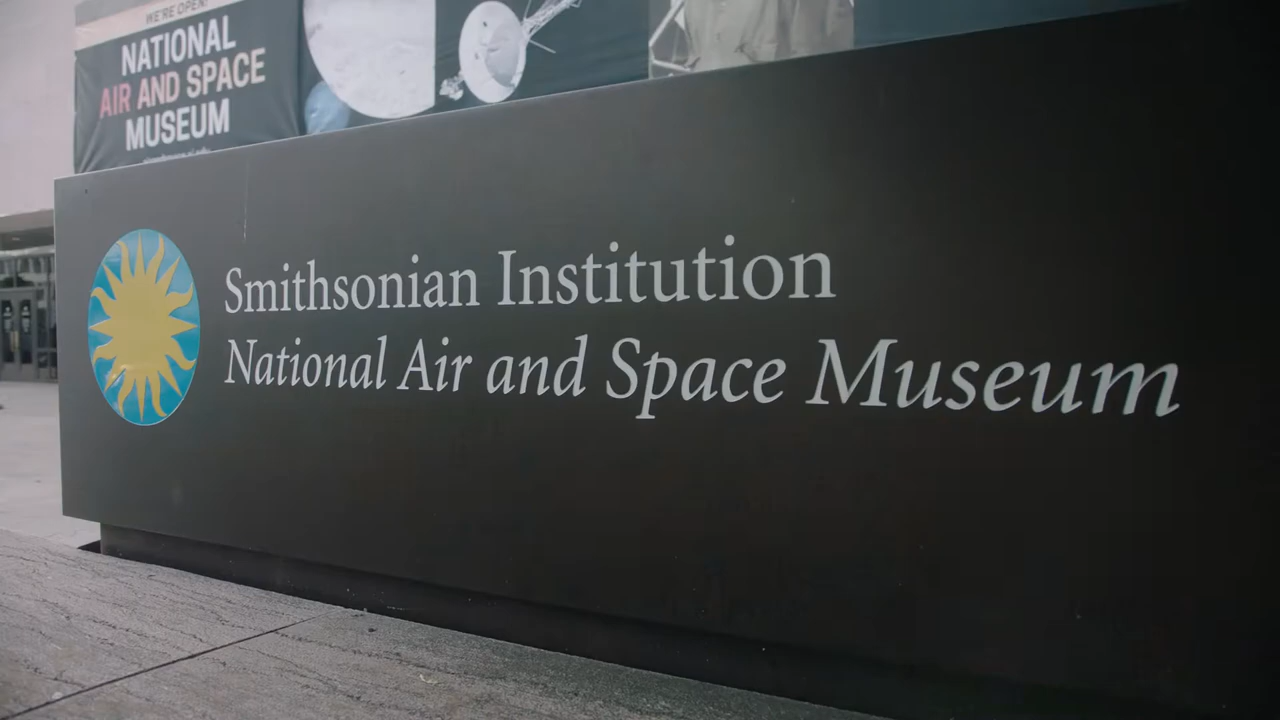 WE'RE OPEN!
NATIONAL
AIR AND SPACE
MUSEUM
Smithsonian Institution
National Air and Space Museum